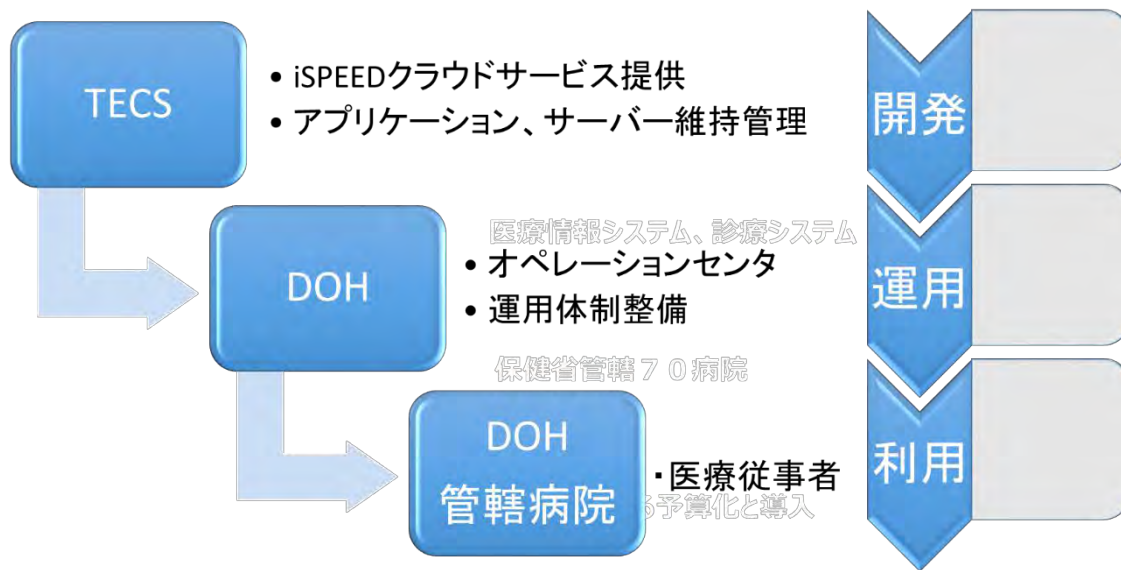 TECS
• iSPEEDクラウドサービス提供
• アプリケーション、サーバー維持管理
開発
医療情報システム、診療システム
DOH
• オペレーションセンタ
• 運用体制整備
運用
保健省管轄７０病院
DOH
管轄病院
・医療従事者
る予算化と導入
利用